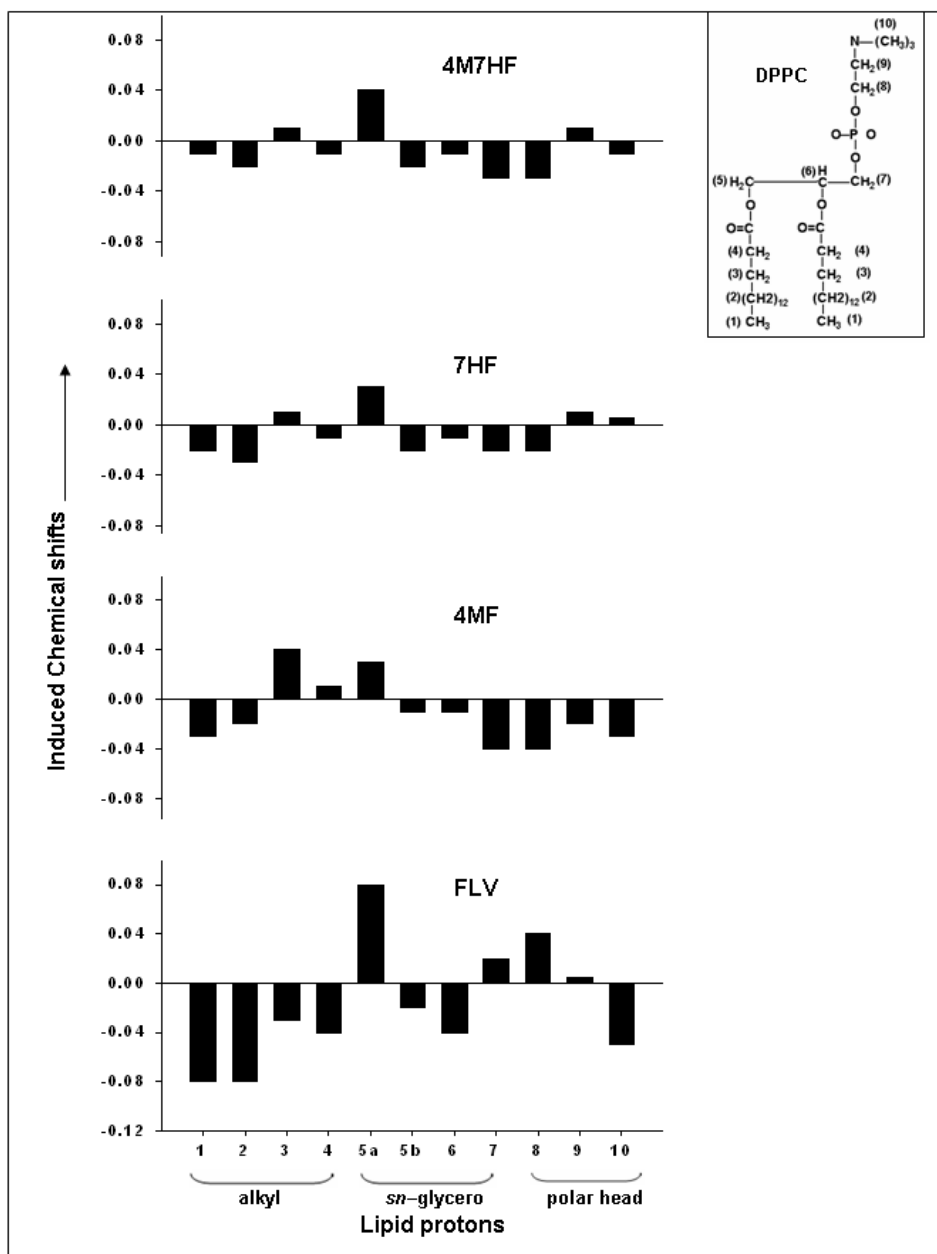 4M7HF
0.08
0.04
0.00
-0.04
-0.08
7HF
0.08
0.04
0.00
-0.04
-0.08
4MF
0.08
0.04
0.00
-0.04
-0.08
FLV
0.08
0.04
0.00
-0.04
-0.08
-0.12
Induced Chemical shifts
1 2 3 4 5a 5b 6 7 8 9 10
alkyl sn-glycero polar head
Lipid protons
DPPC
(10)
N—(CH3)3
CH2(9)
CH2(8)
O
O—P O
O
(6)H
(5) H2C C CH2(7)
O O
O=C O=C
(4) CH2 CH2 (4)
(3) CH2 CH2 (3)
(2)(CH2)12 (CH2)12 (2)
(1) CH3 CH3 (1)